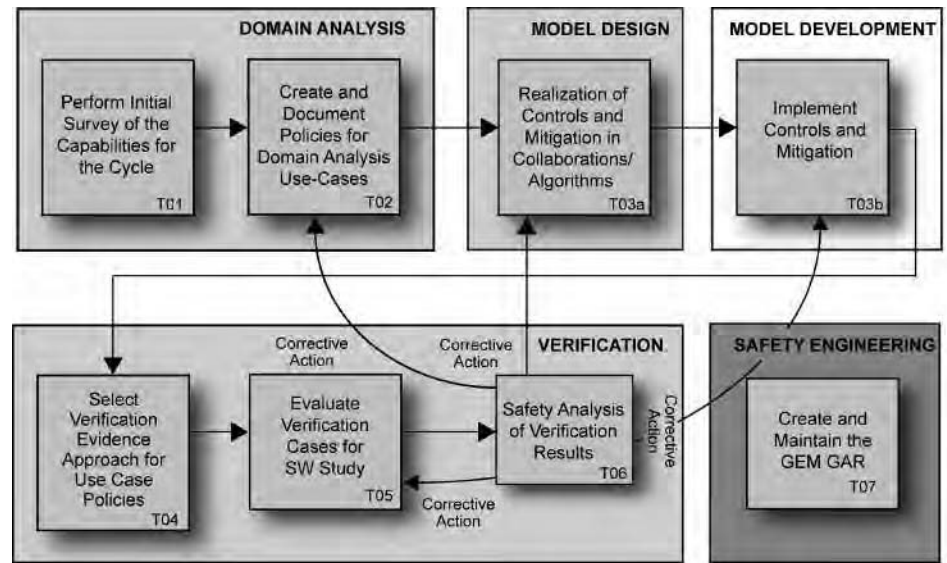 DOMAIN ANALYSIS
Perform Initial
Survey of the
Capabilities for
the Cycle
T01
Create and
Document
Policies for
Domain Analysis
Use-Cases
T02
MODEL DESIGN
Realization of
Controls and
Mitigation in
Collaborations/
Algorithms
T03a
MODEL DEVELOPMENT
Implement
Controls and
Mitigation
T03b
VERIFICATION
Select
Verification
Evidence
Approach for
Use Case
Policies
T04
Corrective
Action
Evaluate
Verification
Cases for
SW Study
T05
Corrective
Action
Corrective
Action
Safety Analysis
of Verification
Results
T06
Corrective
Action
SAFETY ENGINEERING
Create and
Maintain the
GEM GAR
T07